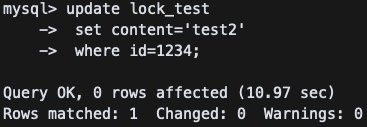 mysql> update lock_test
    ->  set content='test2'
    ->  where id=1234;

Query OK, 0 rows affected (10.97 sec)
Rows matched: 1  Changed: 0  Warnings: 0